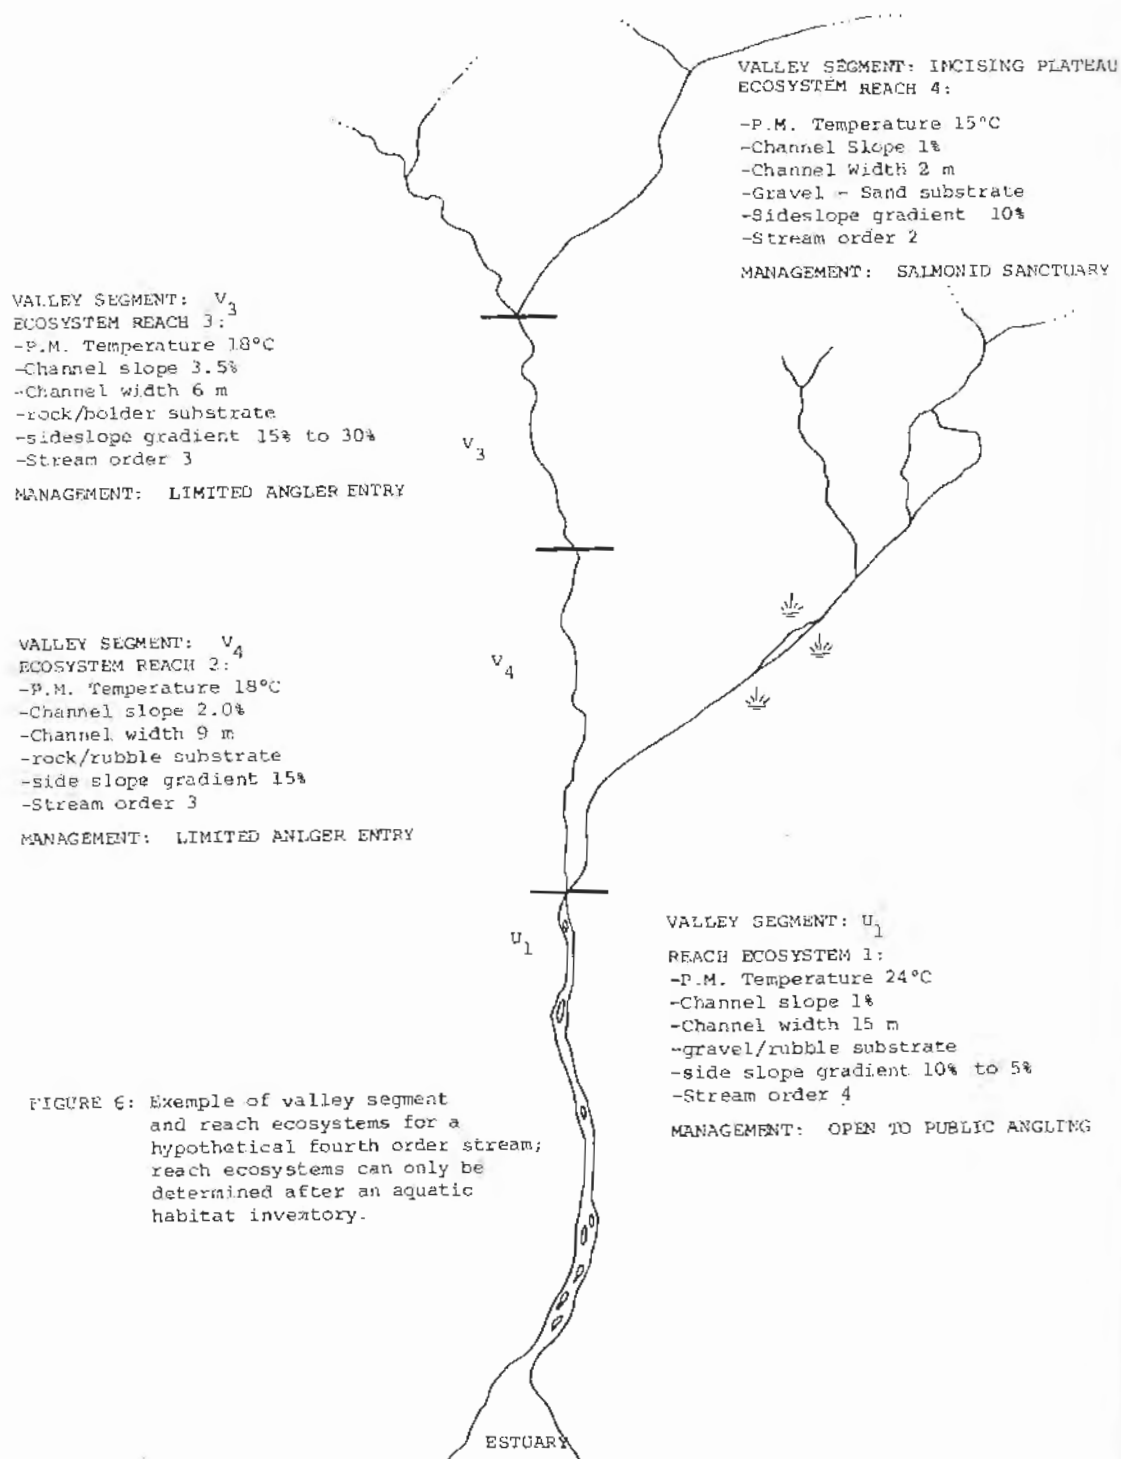 VALLEY SEGMENT: INCISING PLATEAU
ECOSYSTEM REACH 4:
-P.M. Temperature 15°C
-Channel Slope 1%
-Channel Width 2 m
-Gravel - Sand substrate
-Sideslope gradient 10%
-Stream order 2
MANAGEMENT: SALMONID SANCTUARY
VALLEY SEGMENT: V3
ECOSYSTEM REACH 3:
-P.M. Temperature 18°C
-Channel slope 3.5%
-Channel width 6 m
-rock/bolder substrate
-sideslope gradient 15% to 30%
-Stream order 3
MANAGEMENT: LIMITED ANGLER ENTRY
V3
VALLEY SEGMENT: V4
ECOSYSTEM REACH 2:
-P.M. Temperature 18°C
-Channel slope 2.0%
-Channel width 9 m
-rock/rubble substrate
-side slope gradient 15%
-Stream order 3
MANAGEMENT: LIMITED ANLGER ENTRY
V4
U1
VALLEY SEGMENT: U1
REACH ECOSYSTEM 1:
-P.M. Temperature 24°C
-Channel slope 1%
-Channel width 15 m
-gravel/rubble substrate
-side slope gradient 10% to 5%
-Stream order 4
MANAGEMENT: OPEN TO PUBLIC ANGLING
FIGURE 6: Exemple of valley segment
and reach ecosystems for a
hypothetical fourth order stream;
reach ecosystems can only be
determined after an aquatic
habitat inventory.
ESTUARY